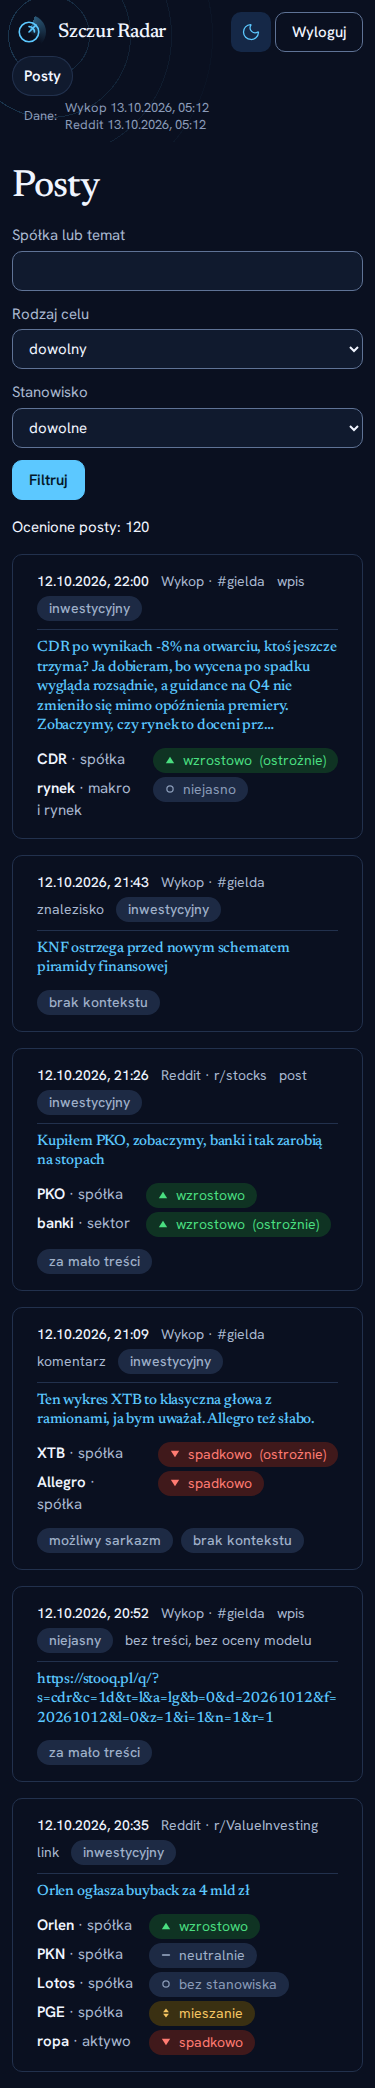 Szczur Radar
Wyloguj
Posty
Dane:
Wykop 13.10.2026, 05:12
Reddit 13.10.2026, 05:12
Posty
Spółka lub temat
Rodzaj celu
dowolny
Stanowisko
dowolne
Filtruj
Ocenione posty: 120
12.10.2026, 22:00 Wykop · #gielda wpis
inwestycyjny
CDR po wynikach -8% na otwarciu, ktoś jeszcze
trzyma? Ja dobieram, bo wycena po spadku
wygląda rozsądnie, a guidance na Q4 nie
zmieniło się mimo opóźnienia premiery.
Zobaczymy, czy rynek to doceni prz...
CDR · spółka wzrostowo (ostrożnie)
rynek · makro niejasno
i rynek
12.10.2026, 21:43 Wykop · #gielda
znalezisko inwestycyjny
KNF ostrzega przed nowym schematem
piramidy finansowej
brak kontekstu
12.10.2026, 21:26 Reddit · r/stocks post
inwestycyjny
Kupiłem PKO, zobaczymy, banki i tak zarobią
na stopach
PKO · spółka wzrostowo
banki · sektor wzrostowo (ostrożnie)
za mało treści
12.10.2026, 21:09 Wykop · #gielda
komentarz inwestycyjny
Ten wykres XTB to klasyczna głowa z
ramionami, ja bym uważał. Allegro też słabo.
XTB · spółka spadkowo (ostrożnie)
Allegro · spadkowo
spółka
możliwy sarkazm brak kontekstu
12.10.2026, 20:52 Wykop · #gielda wpis
niejasny bez treści, bez oceny modelu
https://stooq.pl/q/?
s=cdr&c=1d&t=l&a=lg&b=0&d=20261012&f=
20261012&l=0&z=1&i=1&n=1&r=1
za mało treści
12.10.2026, 20:35 Reddit · r/ValueInvesting
link inwestycyjny
Orlen ogłasza buyback za 4 mld zł
Orlen · spółka wzrostowo
PKN · spółka neutralnie
Lotos · spółka bez stanowiska
PGE · spółka mieszanie
ropa · aktywo spadkowo